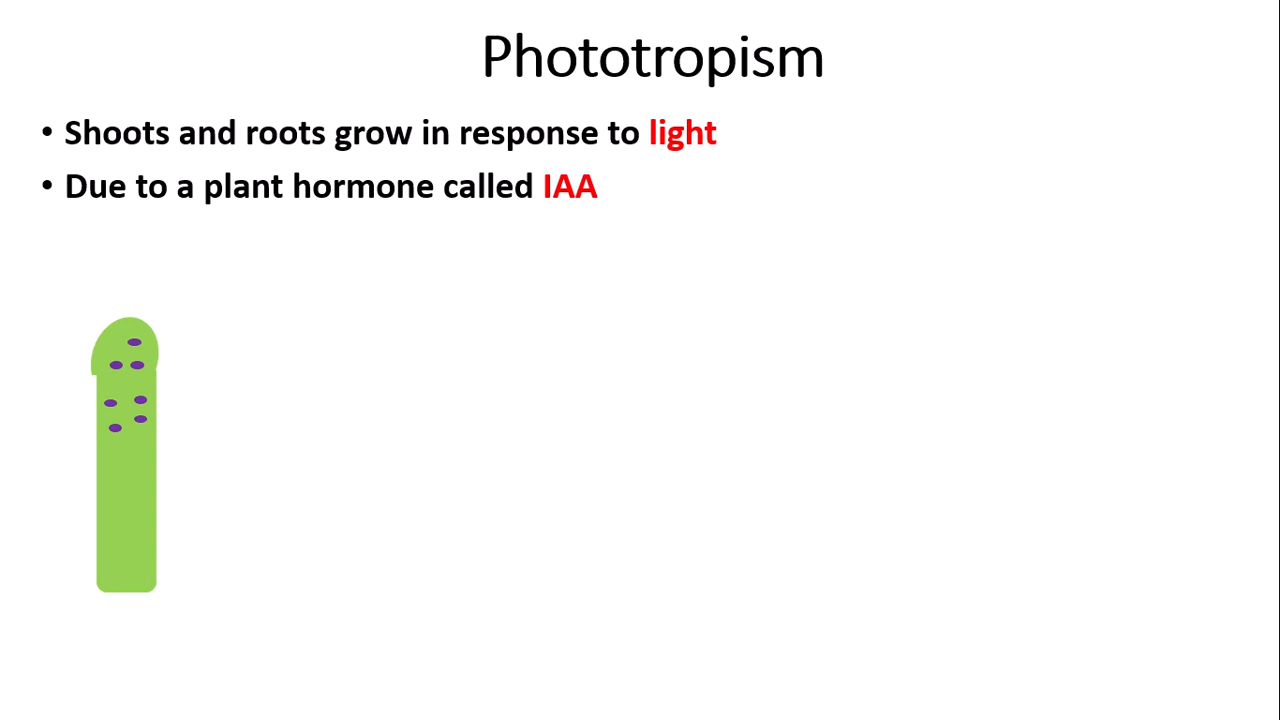 Phototropism
• Shoots and roots grow in response to light
• Due to a plant hormone called IAA